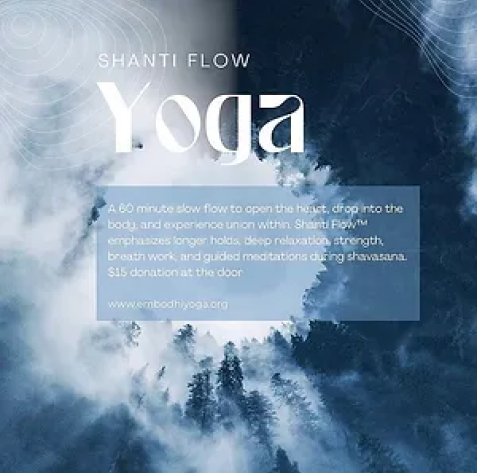 SHANTI FLOW
Yoga
A 60 minute slow flow to open the heart, drop into the
body, and experience union within. Shanti Flow™
emphasizes longer holds, deep relaxation, strength,
breath work, and guided meditations during shavasana.
$15 donation at the door
www.embodhiyoga.org